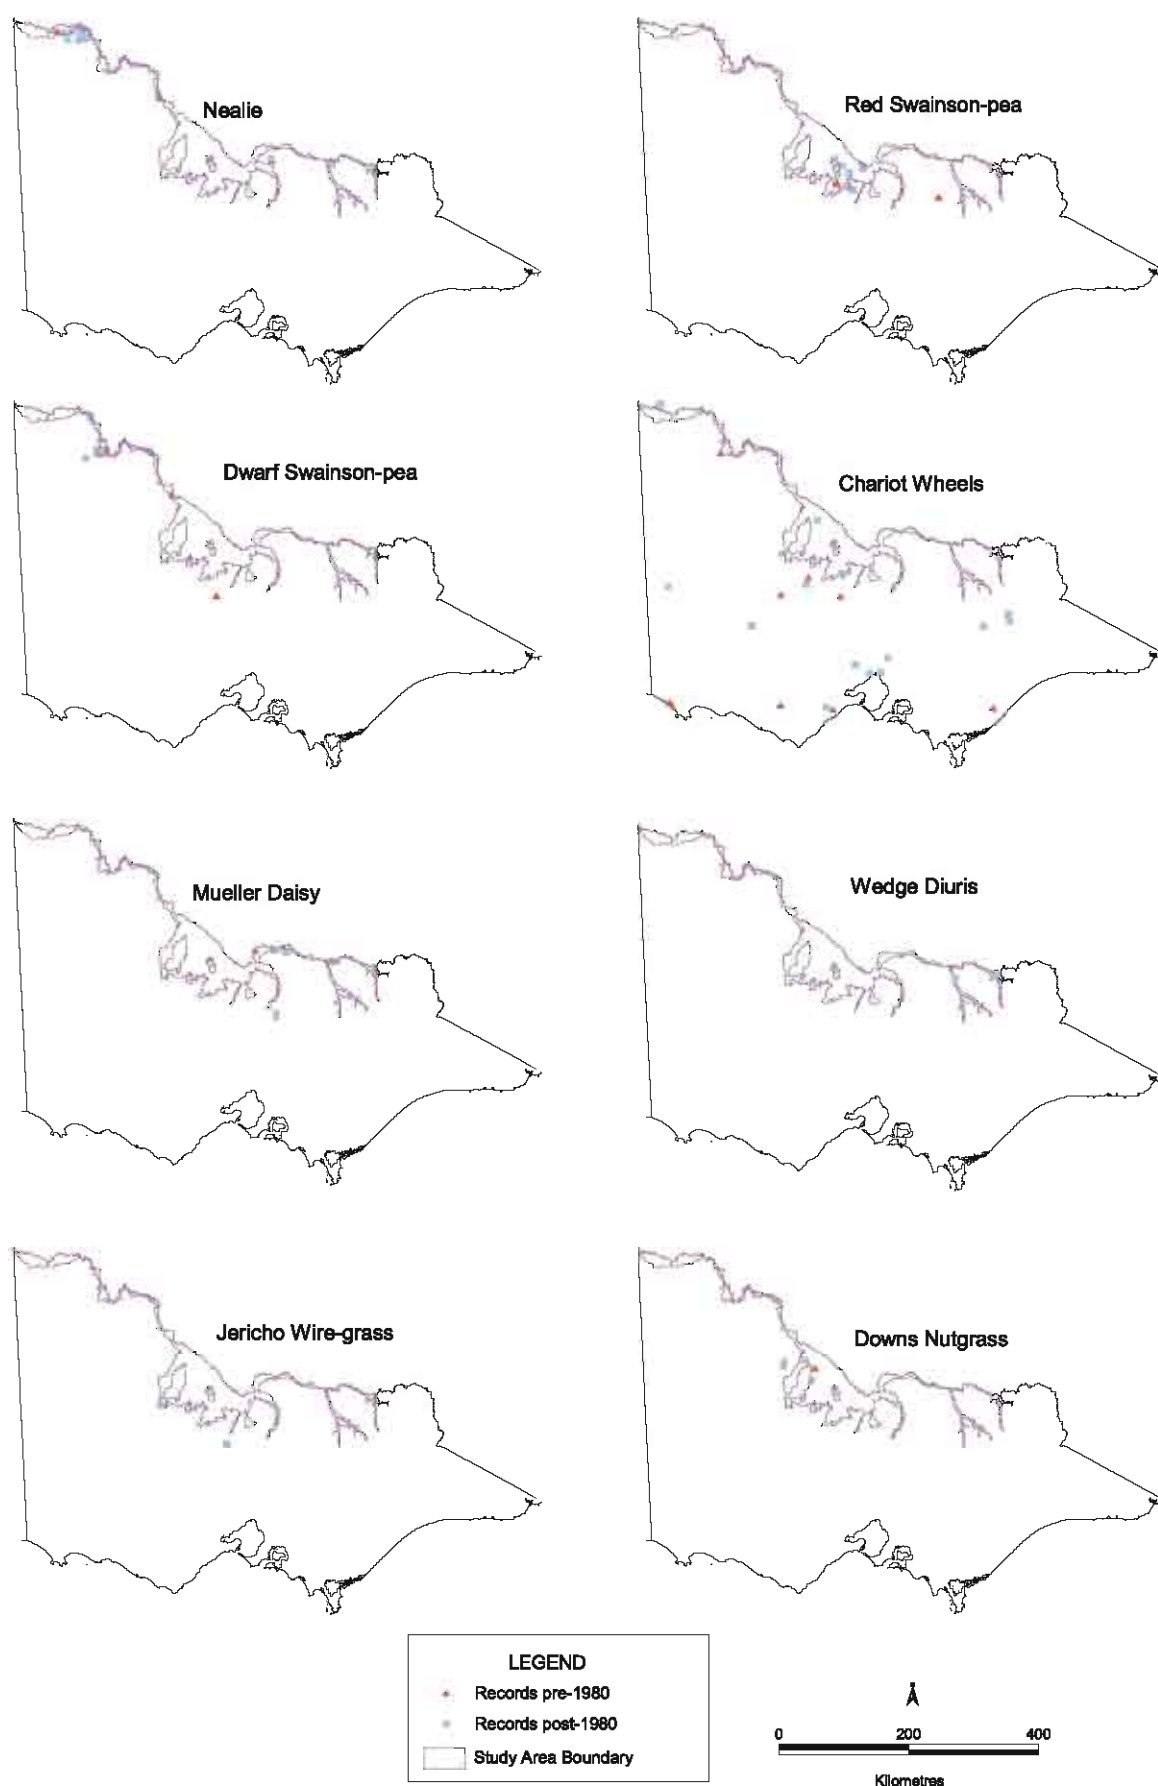 Nealie
Red Swainson-pea
Dwarf Swainson-pea
Chariot Wheels
Mueller Daisy
Wedge Diuris
Jericho Wire-grass
Downs Nutgrass
LEGEND
Records pre-1980
Records post-1980
Study Area Boundary
0 200 400
Kilometres